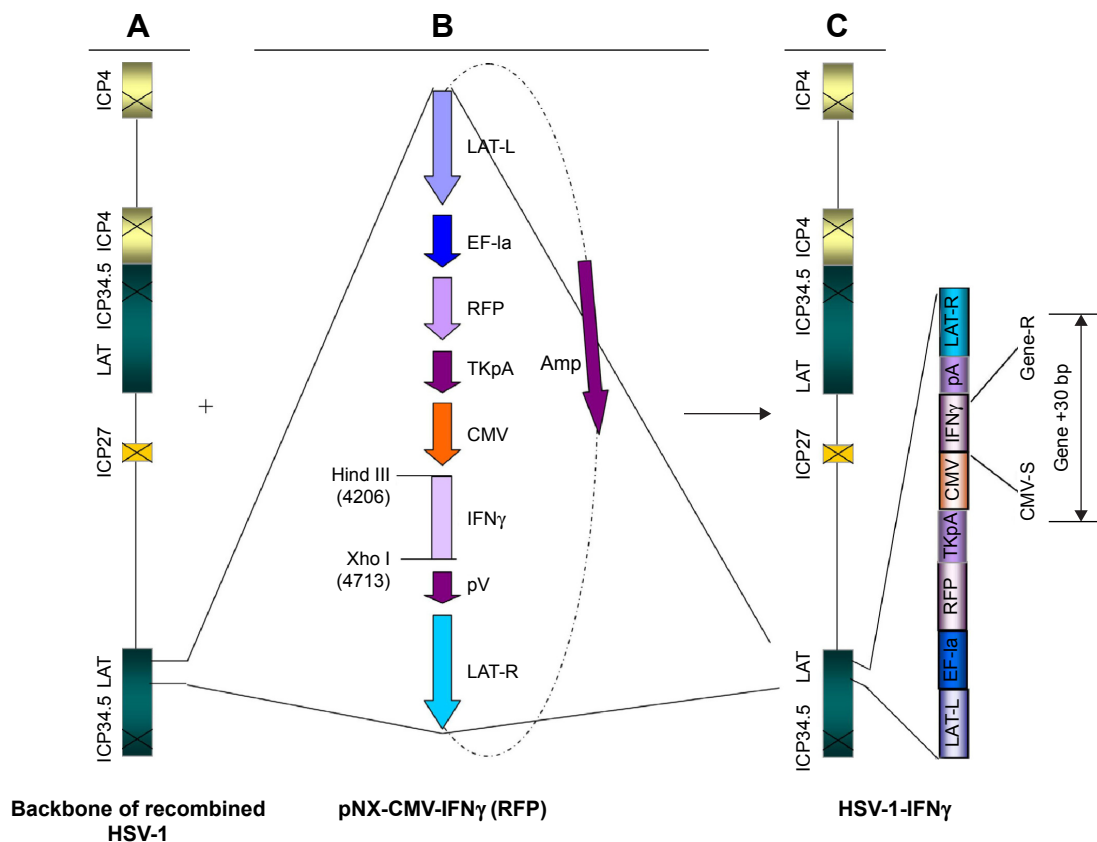 A
B
C
ICP4
ICP4
ICP34.5
LAT
ICP27
LAT
ICP34.5
+
LAT-L
EF-la
RFP
TKpA
CMV
Hind III
(4206)
IFNγ
Xho I
(4713)
pV
LAT-R
Amp
ICP4
ICP4
ICP34.5
LAT
ICP27
LAT
ICP34.5
LAT-R
pA
IFNγ
CMV
TKpA
RFP
EF-la
LAT-L
Gene-R
CMV-S
Gene +30 bp
Backbone of recombined
HSV-1
pNX-CMV-IFNγ (RFP)
HSV-1-IFNγ